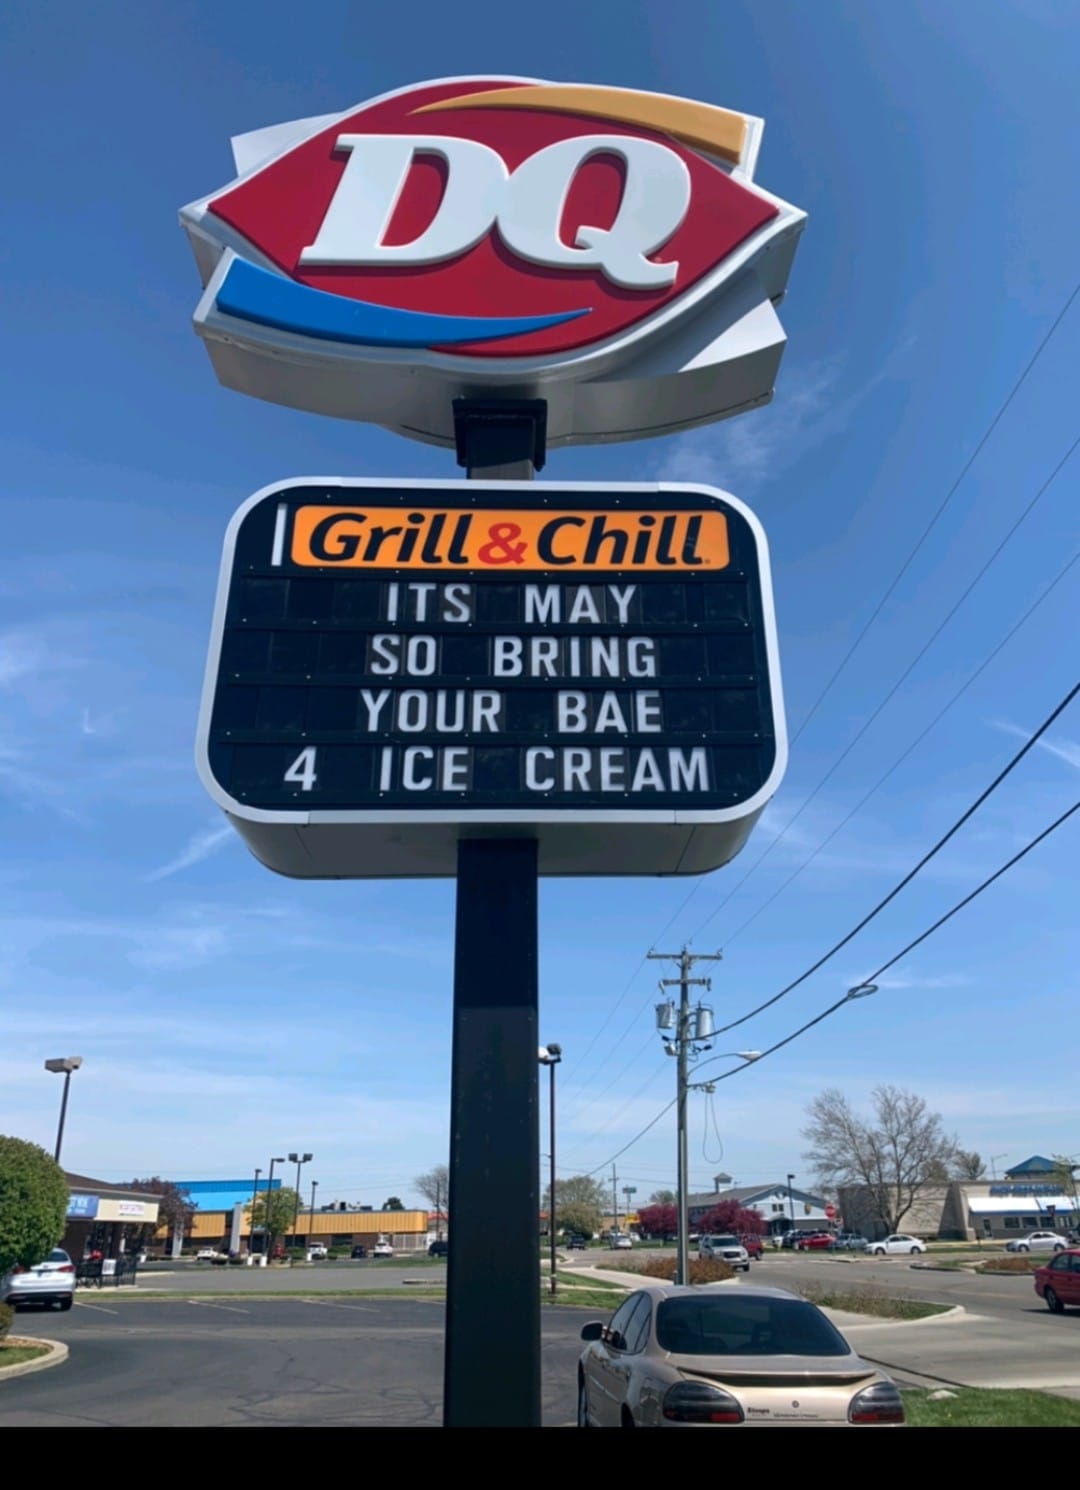 DQ
Grill & Chill
ITS MAY
SO BRING
YOUR BAE
4 ICE CREAM